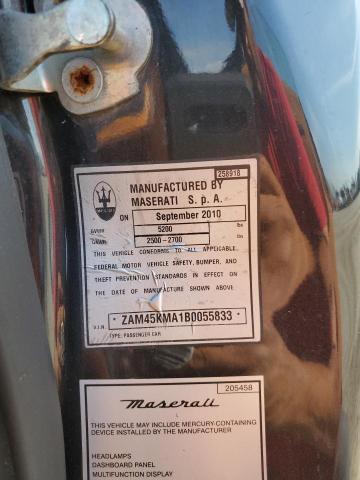 258918
MANUFACTURED BY
MASERATI S. p A.
ON September 2010
GVWR 5200 lbs
GAWR 2500-2700 lbs
THIS VEHICLE CONFORMS TO ALL APPLICABLE
FEDERAL MOTOR VEHICLE SAFETY, BUMPER, AND
THEFT PREVENTION STANDARDS IN EFFECT ON
THE DATE OF MANUFACTURE SHOWN ABOVE.
V.I.N. * ZAM45KMA1B0055833 *
TYPE: PASSENGER CAR
205458
Maserati
THIS VEHICLE MAY INCLUDE MERCURY-CONTAINING
DEVICE INSTALLED BY THE MANUFACTURER
HEADLAMPS
DASHBOARD PANEL
MULTIFUNCTION DISPLAY